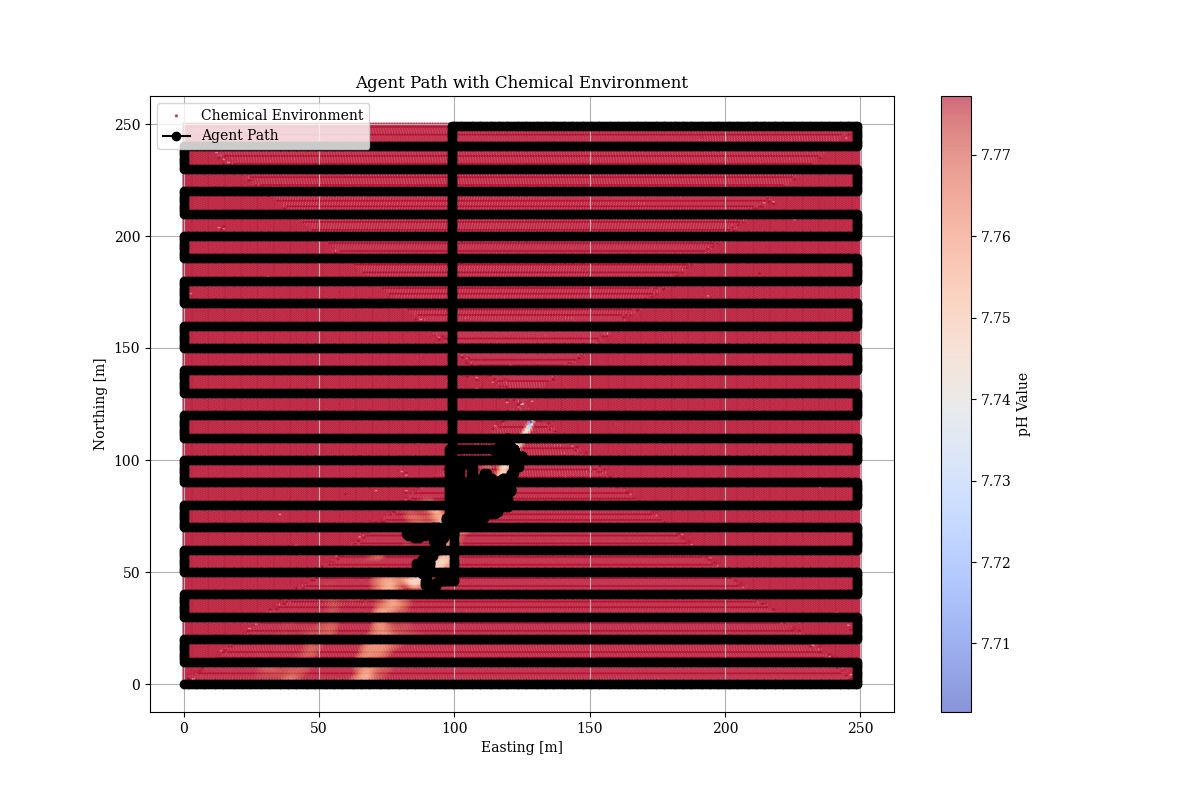 Agent Path with Chemical Environment
Chemical Environment
Agent Path
250
200
150
100
50
0
Northing [m]
0 50 100 150 200 250
Easting [m]
7.77
7.76
7.75
7.74
7.73
7.72
7.71
pH Value